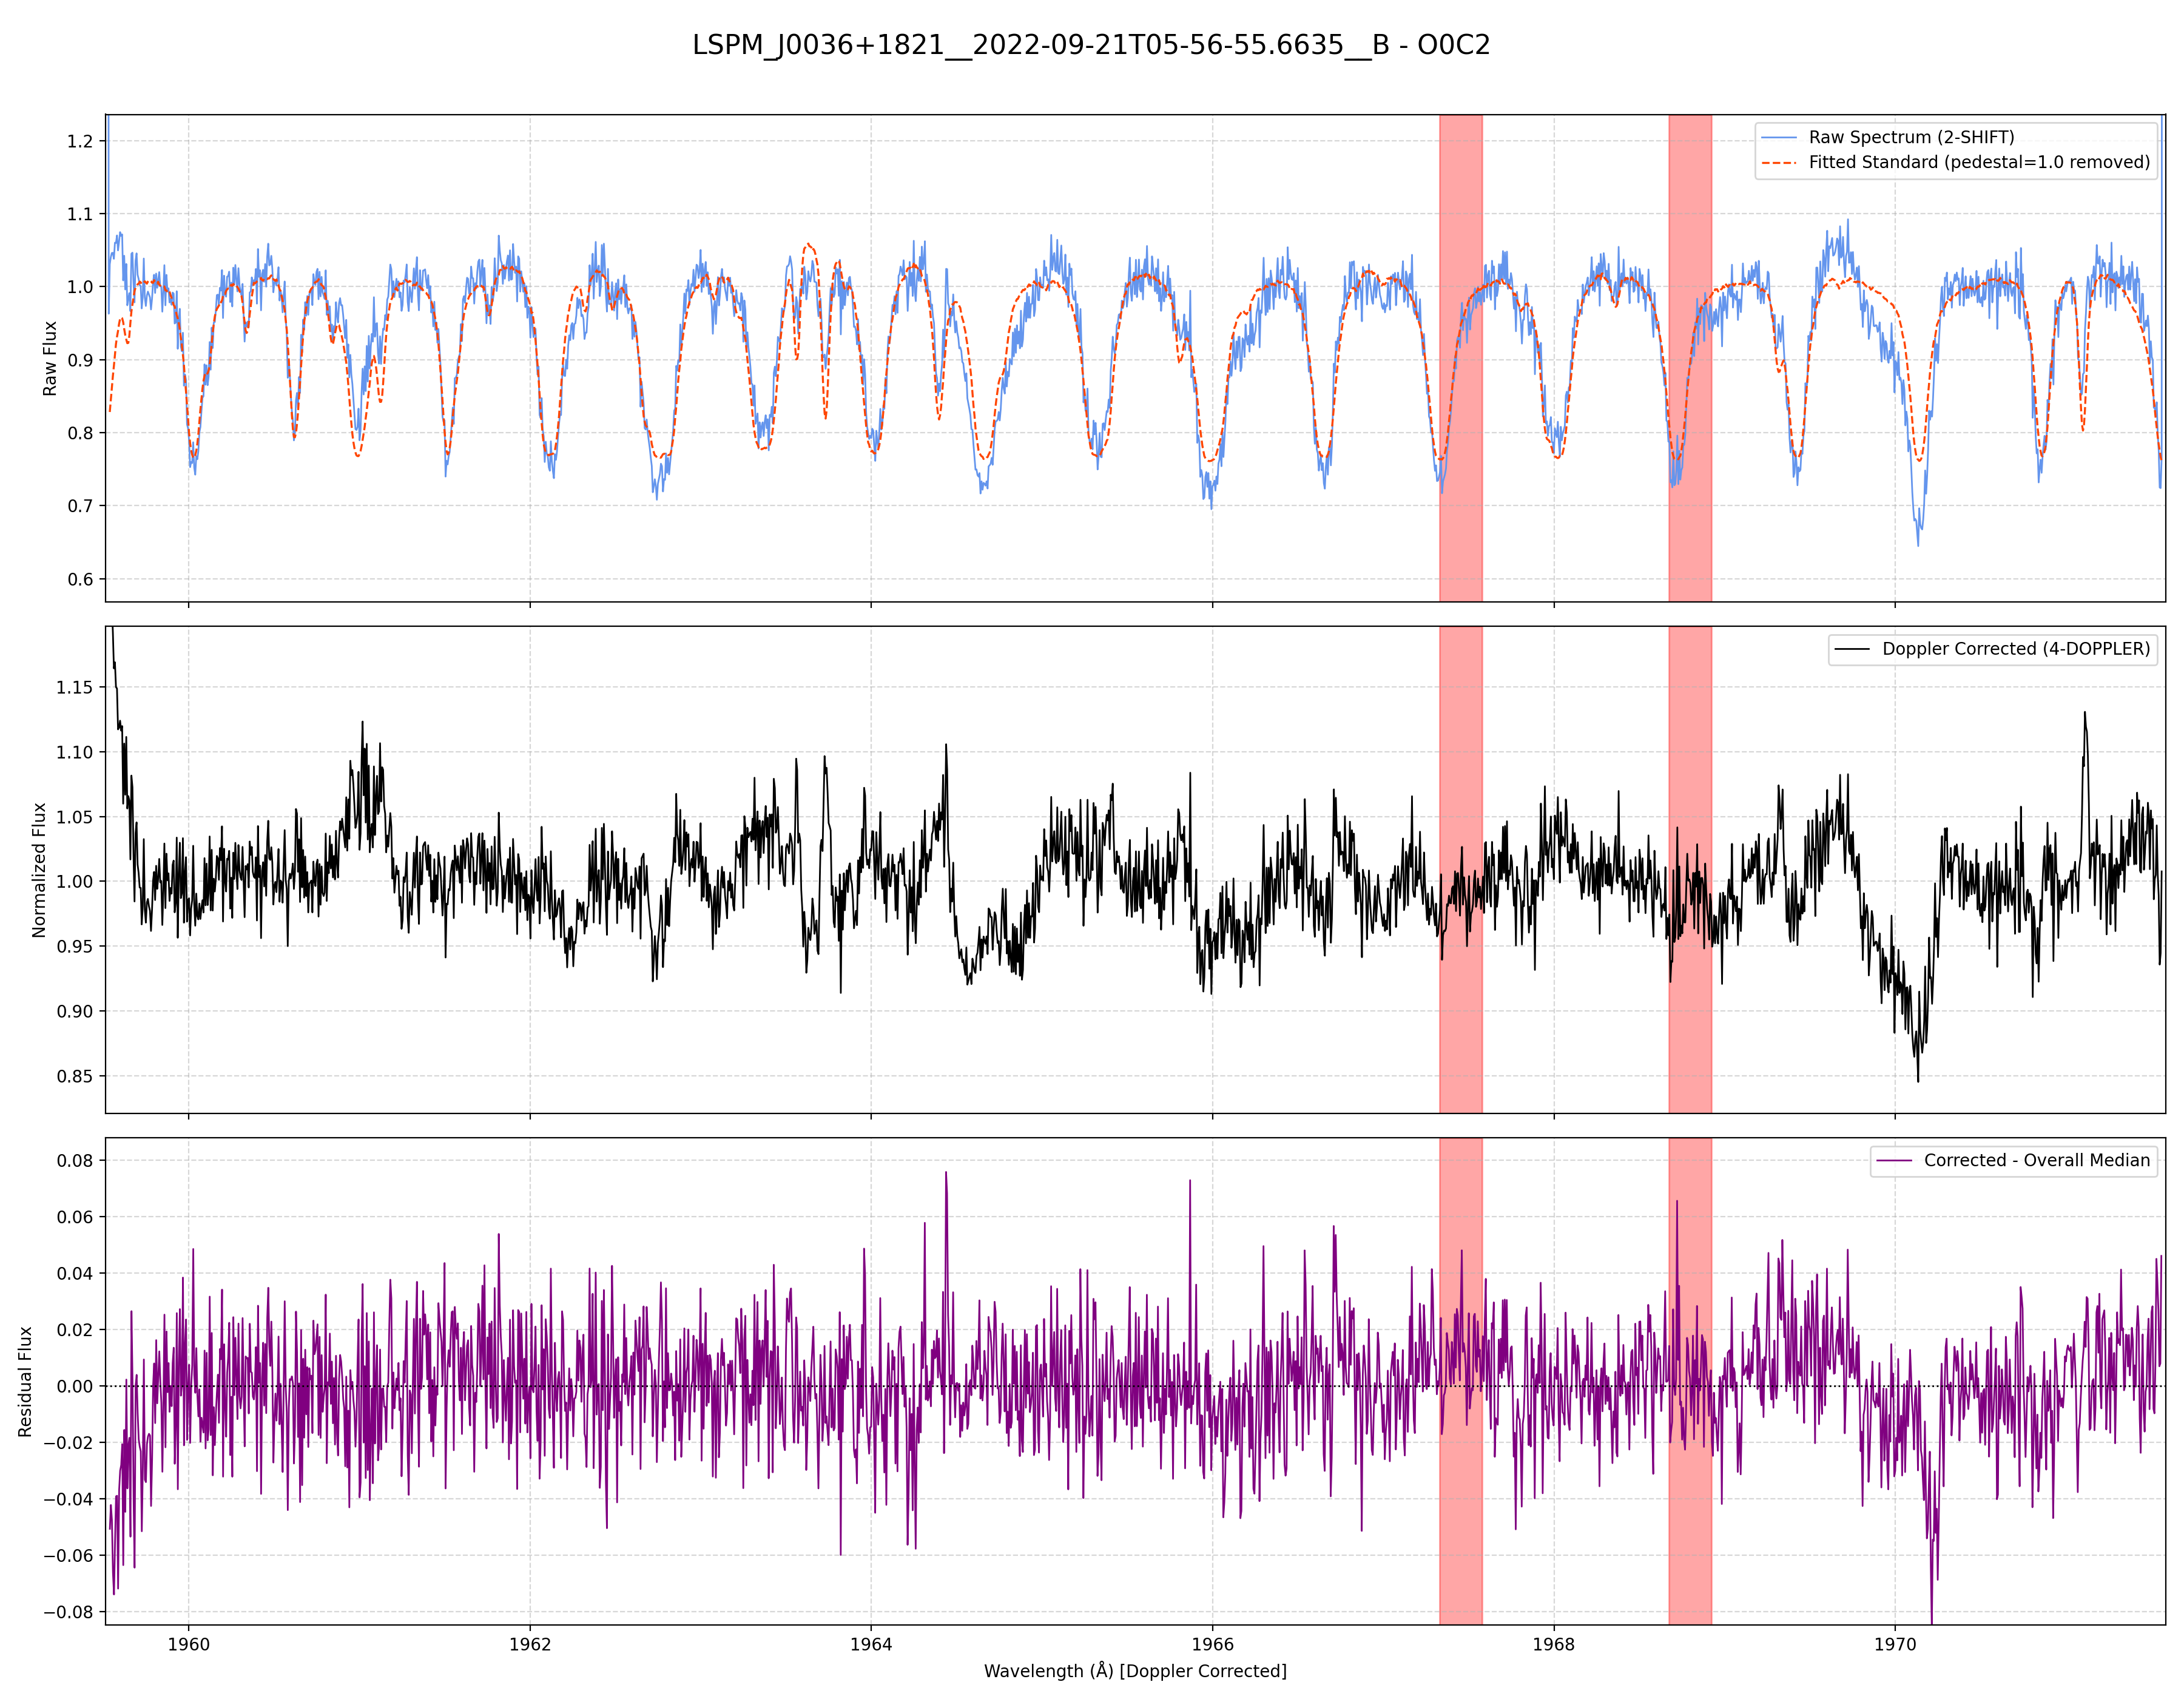 LSPM_J0036+1821__2022-09-21T05-56-55.6635__B - O0C2
Raw Flux
1.2
1.1
1.0
0.9
0.8
0.7
0.6
Raw Spectrum (2-SHIFT)
Fitted Standard (pedestal=1.0 removed)
Normalized Flux
1.15
1.10
1.05
1.00
0.95
0.90
0.85
Doppler Corrected (4-DOPPLER)
Residual Flux
0.08
0.06
0.04
0.02
0.00
−0.02
−0.04
−0.06
−0.08
Corrected - Overall Median
1960 1962 1964 1966 1968 1970
Wavelength (Å) [Doppler Corrected]